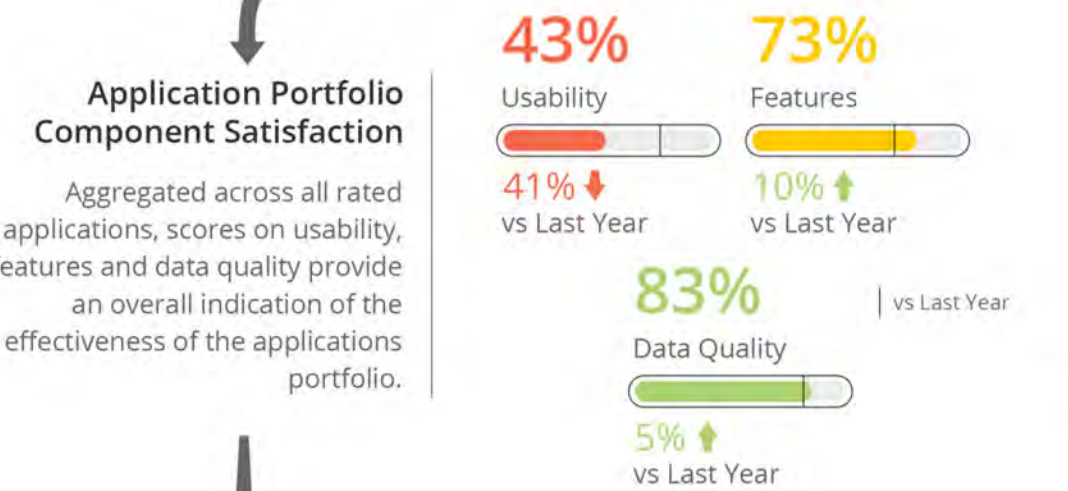 Application Portfolio
Component Satisfaction
Aggregated across all rated
applications, scores on usability,
features and data quality provide
an overall indication of the
effectiveness of the applications
portfolio.
43%
Usability
41%
vs Last Year
73%
Features
10%
vs Last Year
83%
Data Quality
5%
vs Last Year
vs Last Year